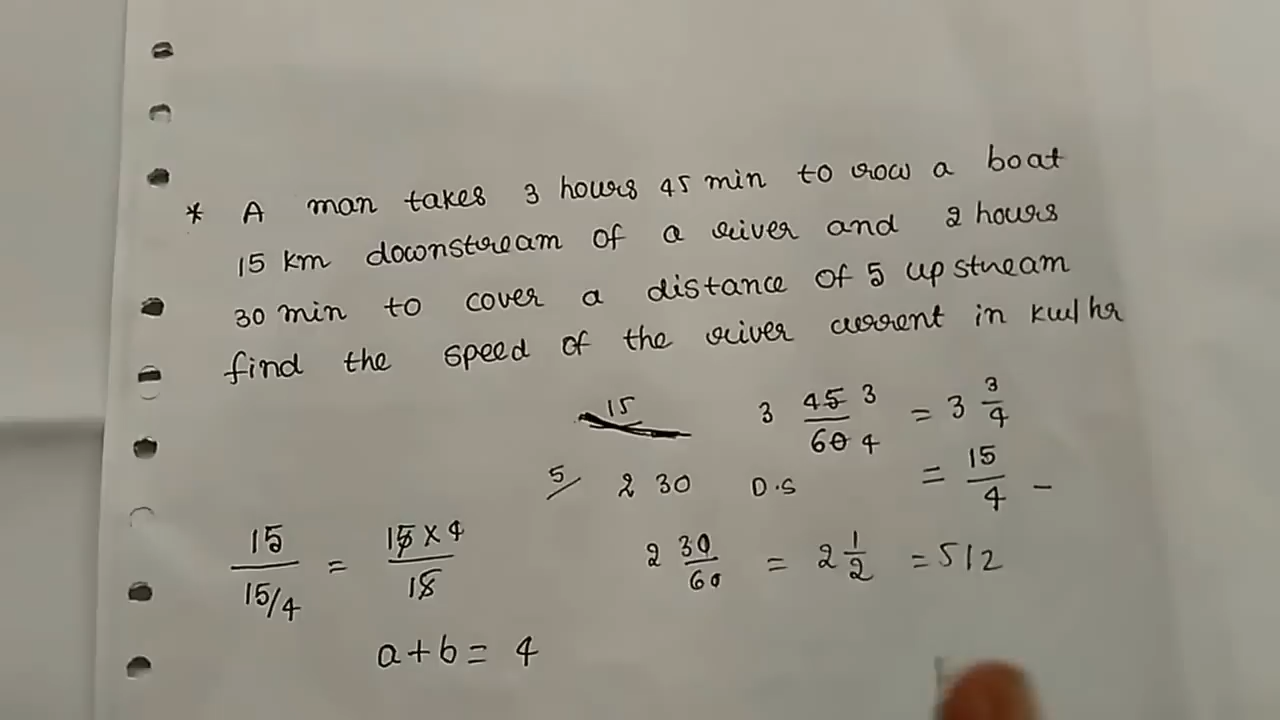 * A man takes 3 hours 45 min to row a boat
15 km downstream of a river and 2 hours
30 min to cover a distance of 5 upstream
find the speed of the river current in km/hr
15
3 45/60 3 4 = 3 3/4
5/ 2 30 D.S = 15/4 -
15 / 15/4 = 15 x 4 / 15
2 30/60 = 2 1/2 = 5/2
a + b = 4